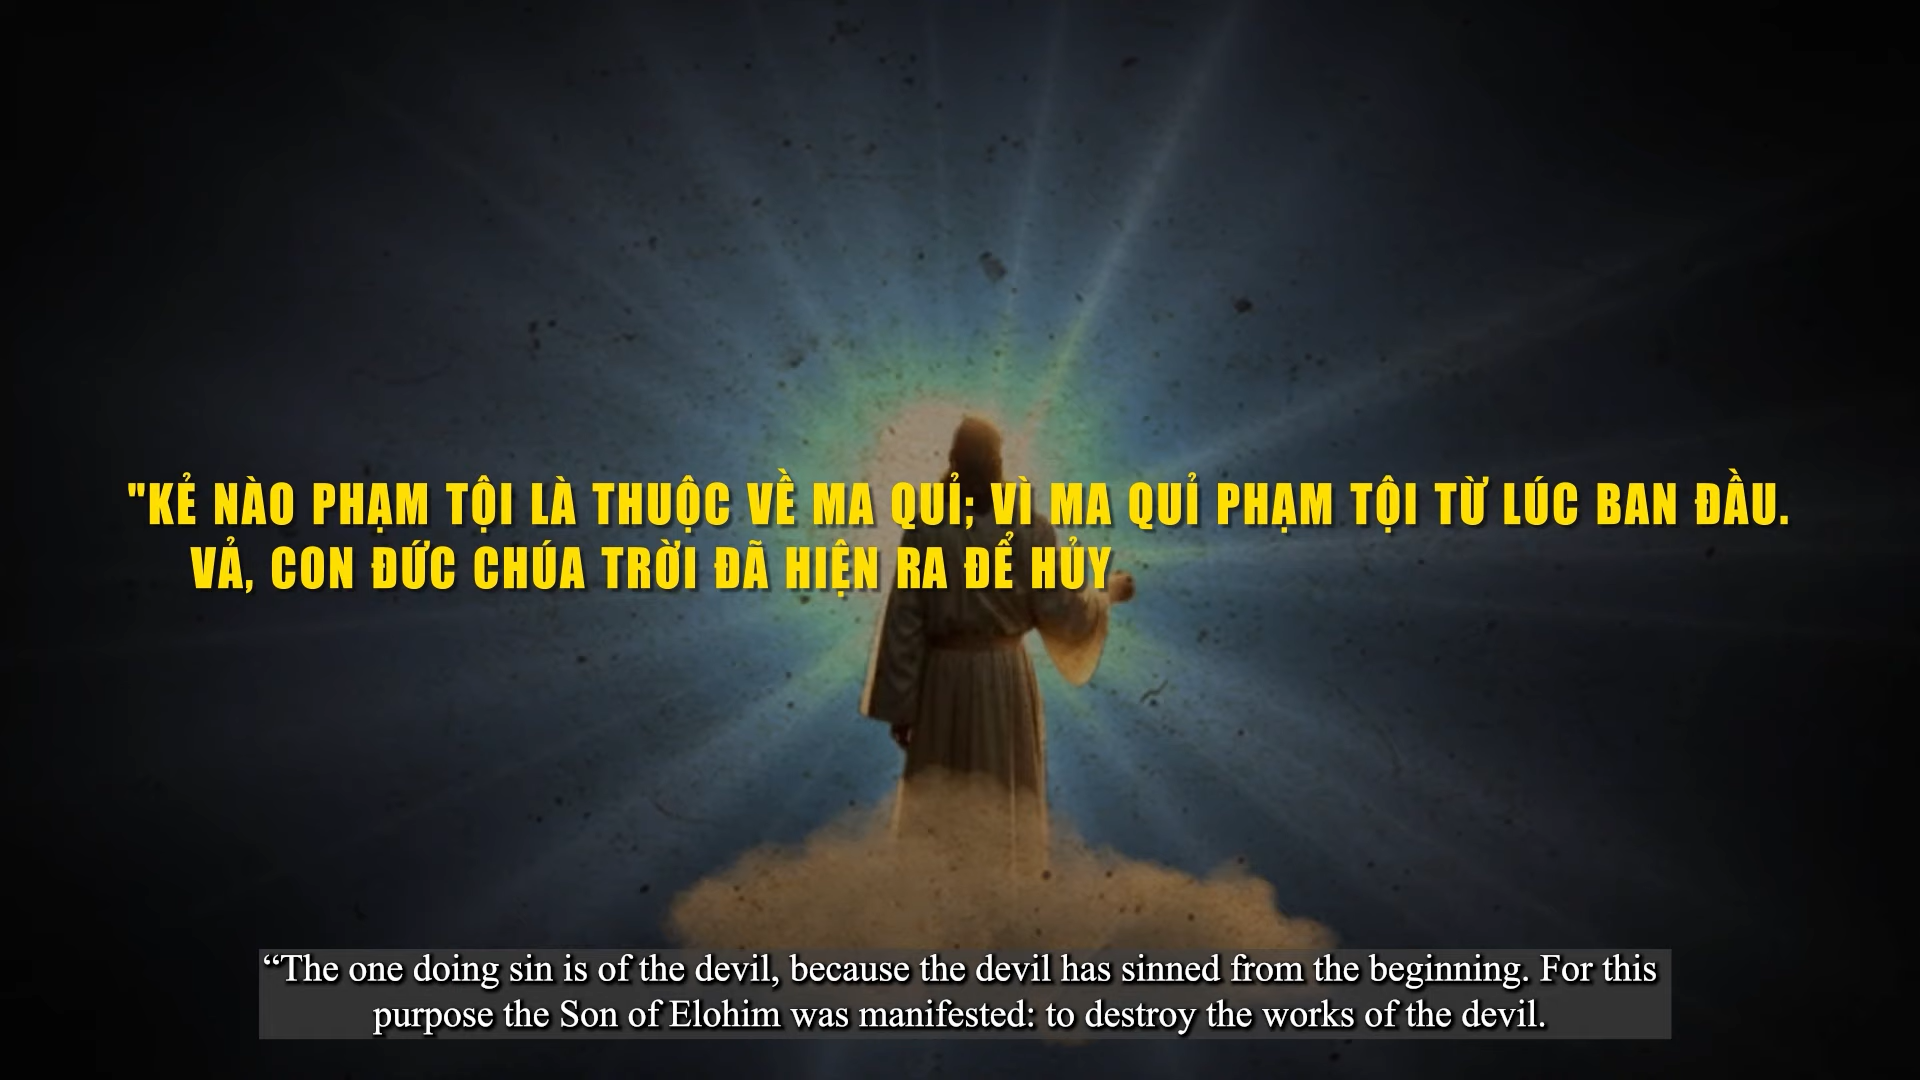 "KẺ NÀO PHẠM TỘI LÀ THUỘC VỀ MA QUỈ; VÌ MA QUỈ PHẠM TỘI TỪ LÚC BAN ĐẦU.
VẢ, CON ĐỨC CHÚA TRỜI ĐÃ HIỆN RA ĐỂ HỦY
“The one doing sin is of the devil, because the devil has sinned from the beginning. For this
purpose the Son of Elohim was manifested: to destroy the works of the devil.